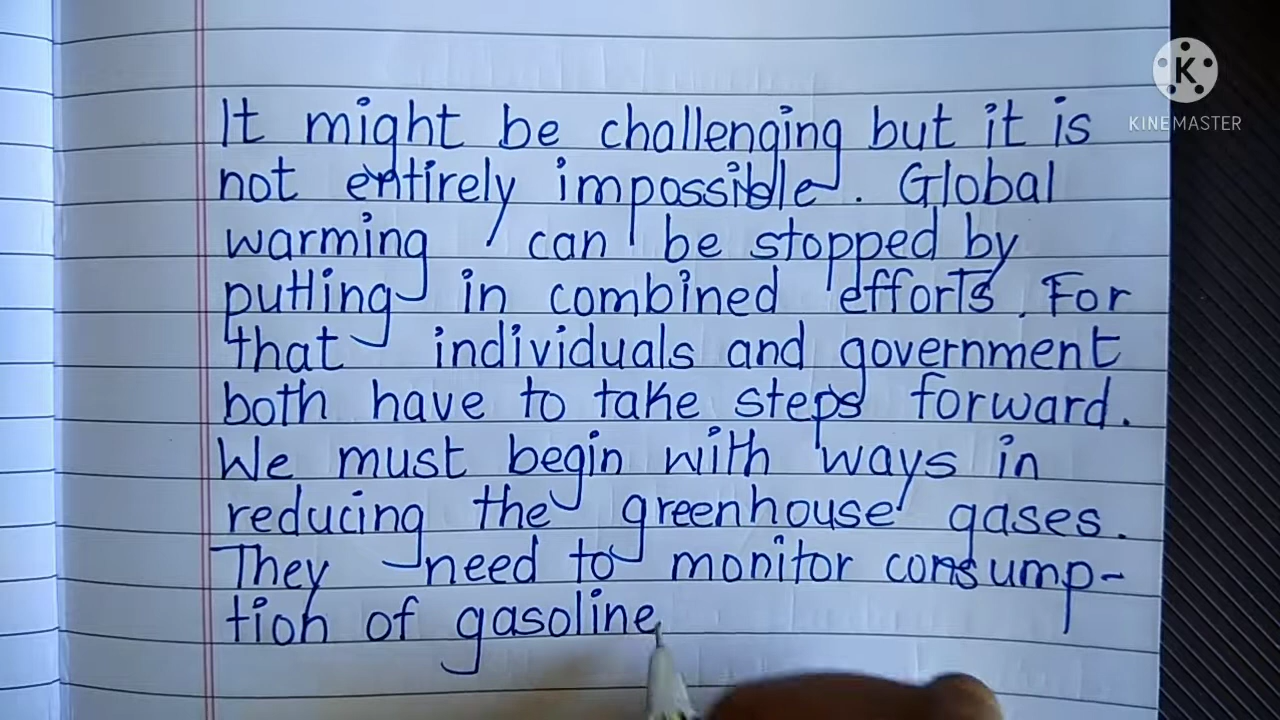 It might be challenging but it is
not entirely impossible. Global
warming can be stopped by
putting in combined efforts. For
that individuals and government
both have to take steps forward.
We must begin with ways in
reducing the greenhouse gases.
They need to monitor consump-
tion of gasoline
K
KINEMASTER